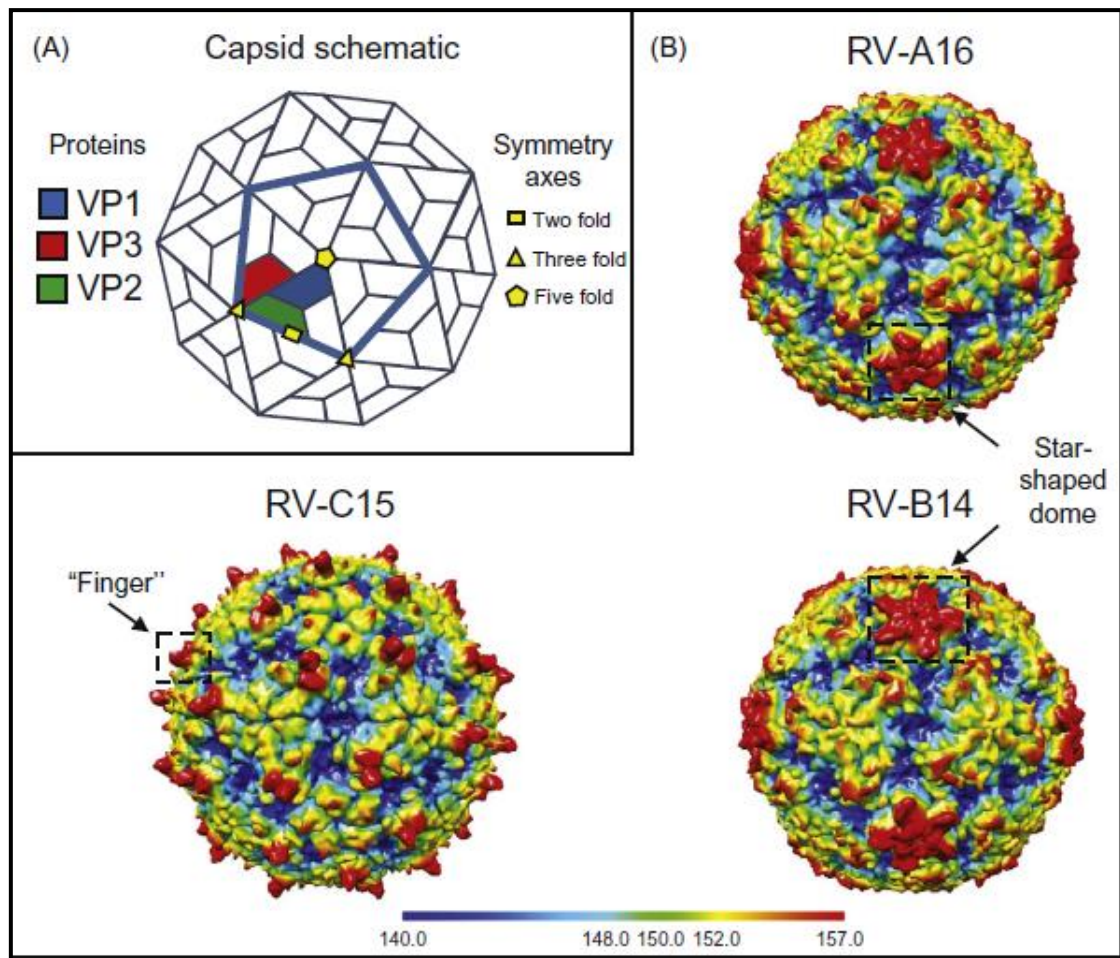 (A)
Capsid schematic
Proteins
VP1
VP3
VP2
Symmetry
axes
Two fold
Three fold
Five fold
(B)
RV-A16
Star-
shaped
dome
RV-C15
"Finger''
RV-B14
140.0 148.0 150.0 152.0 157.0